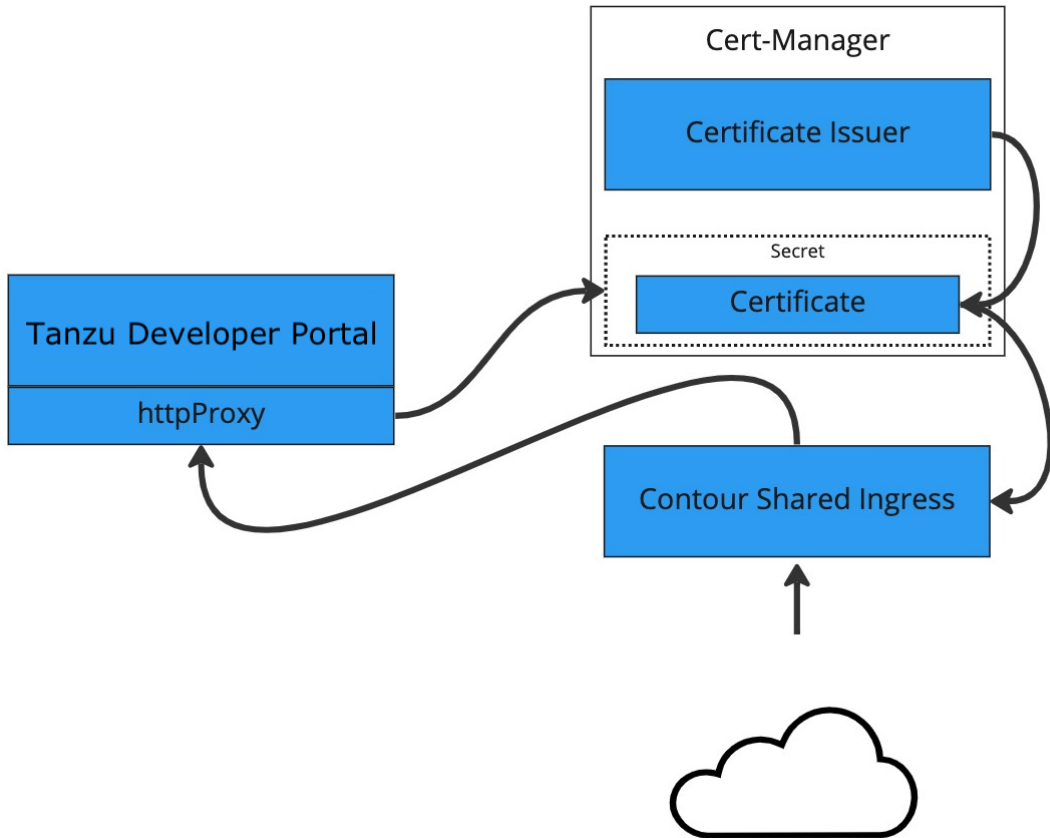 Cert-Manager
Certificate Issuer
Secret
Certificate
Tanzu Developer Portal
httpProxy
Contour Shared Ingress